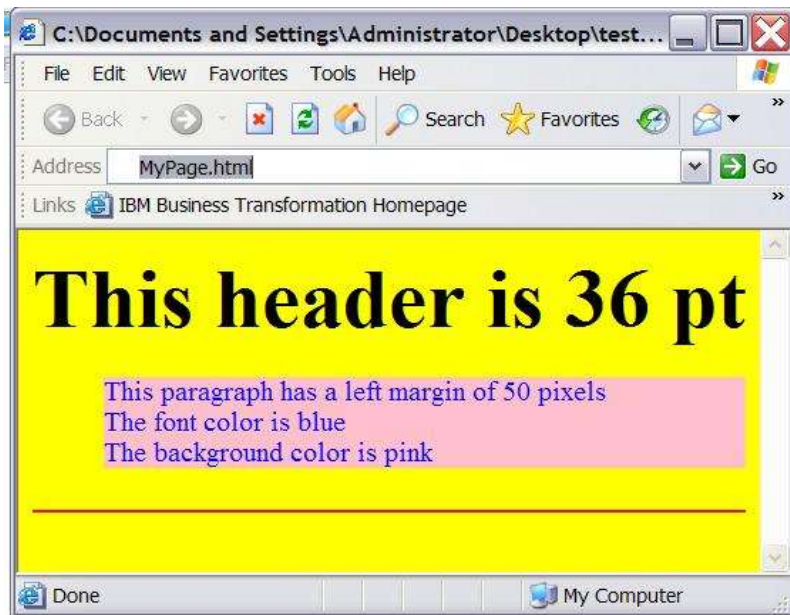 C:\Documents and Settings\Administrator\Desktop\test...
File Edit View Favorites Tools Help
Back Search Favorites
Address MyPage.html Go
Links IBM Business Transformation Homepage
This header is 36 pt
This paragraph has a left margin of 50 pixels
The font color is blue
The background color is pink
Done My Computer